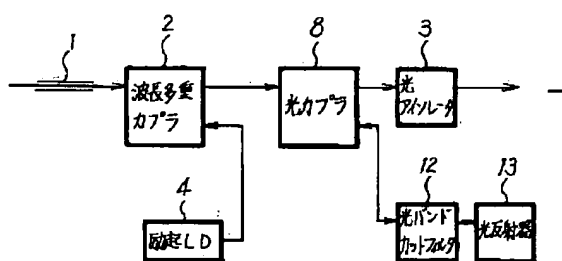 1
2
8
3
波長多重
カプラ
光カプラ
光
アイソレータ
4
12
13
励起LD
光バンド
カットフィルタ
光反射器